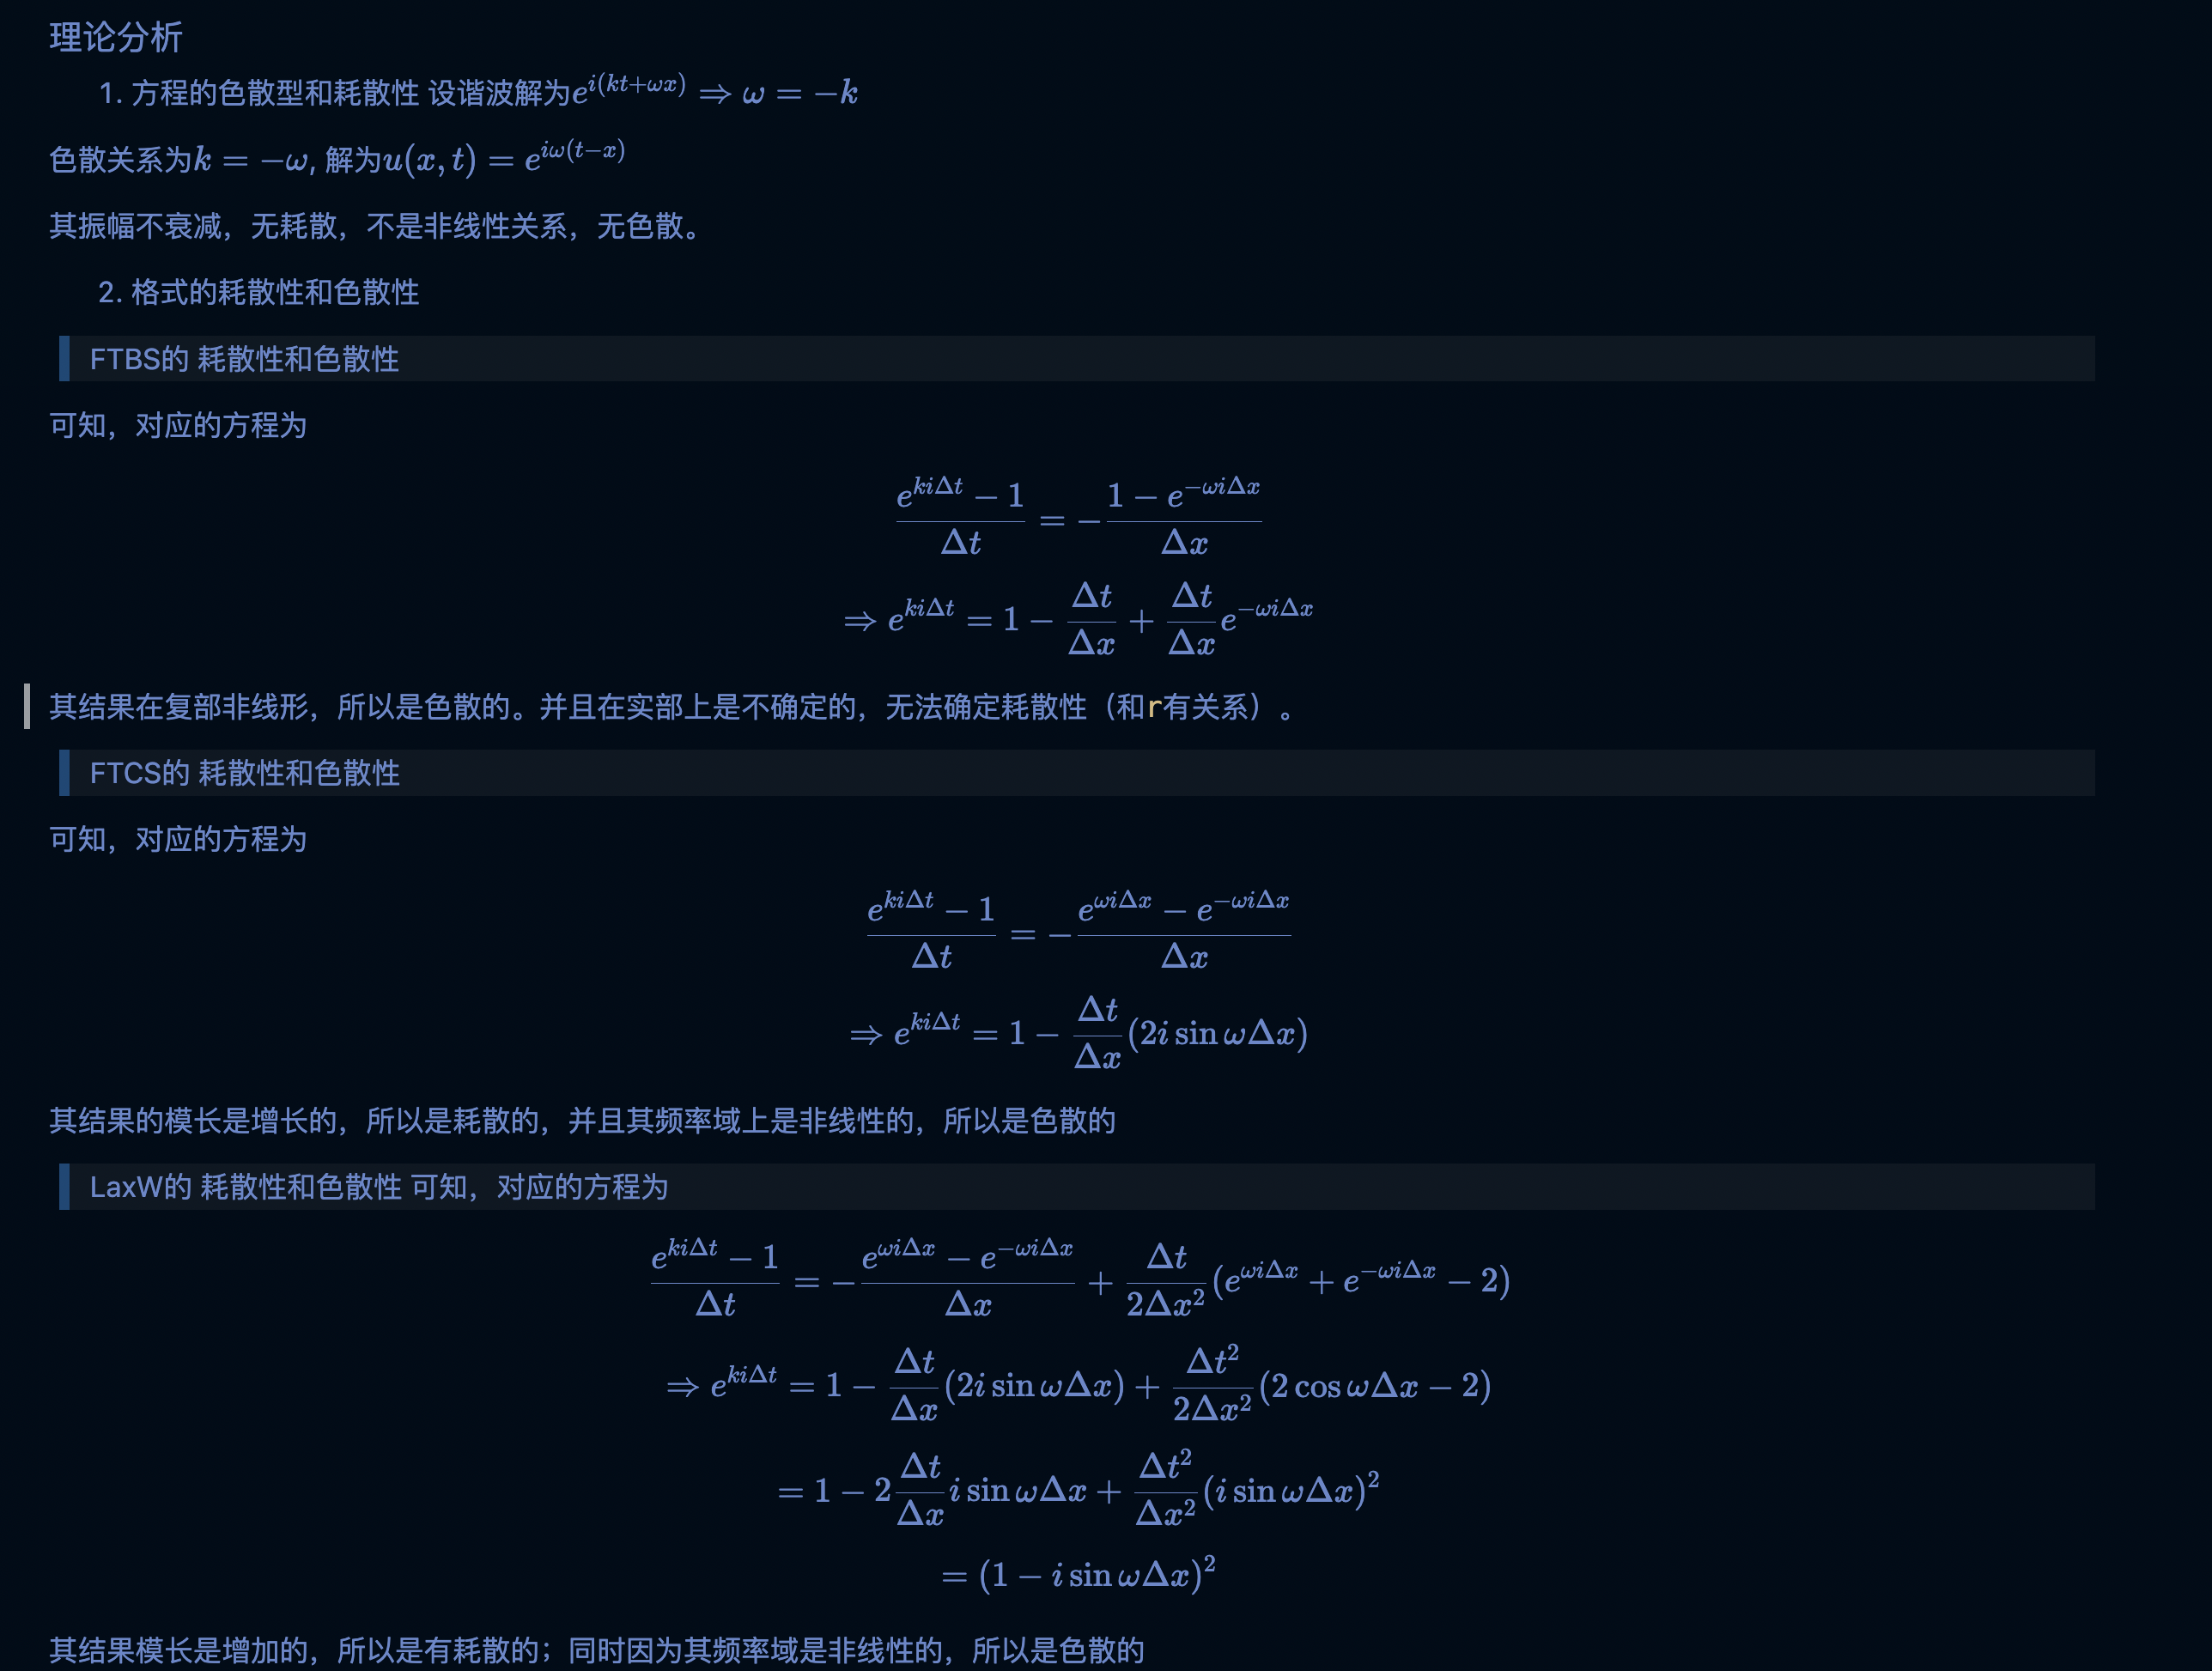 理论分析
1. 方程的色散型和耗散性 设谐波解为$e^{i(kt+\omega x)} \Rightarrow \omega = -k$
色散关系为$k = -\omega$, 解为$u(x, t) = e^{i\omega(t-x)}$
其振幅不衰减，无耗散，不是非线性关系，无色散。
2. 格式的耗散性和色散性
FTBS的 耗散性和色散性
可知，对应的方程为
$\frac{e^{ki\Delta t} - 1}{\Delta t} = -\frac{1 - e^{-\omega i\Delta x}}{\Delta x}$
$\Rightarrow e^{ki\Delta t} = 1 - \frac{\Delta t}{\Delta x} + \frac{\Delta t}{\Delta x}e^{-\omega i\Delta x}$
其结果在复部非线形，所以是色散的。并且在实部上是不确定的，无法确定耗散性（和r有关系）。
FTCS的 耗散性和色散性
可知，对应的方程为
$\frac{e^{ki\Delta t} - 1}{\Delta t} = -\frac{e^{\omega i\Delta x} - e^{-\omega i\Delta x}}{\Delta x}$
$\Rightarrow e^{ki\Delta t} = 1 - \frac{\Delta t}{\Delta x}(2i \sin \omega\Delta x)$
其结果的模长是增长的，所以是耗散的，并且其频率域上是非线性的，所以是色散的
LaxW的 耗散性和色散性 可知，对应的方程为
$\frac{e^{ki\Delta t} - 1}{\Delta t} = -\frac{e^{\omega i\Delta x} - e^{-\omega i\Delta x}}{\Delta x} + \frac{\Delta t}{2\Delta x^2}(e^{\omega i\Delta x} + e^{-\omega i\Delta x} - 2)$
$\Rightarrow e^{ki\Delta t} = 1 - \frac{\Delta t}{\Delta x}(2i \sin \omega\Delta x) + \frac{\Delta t^2}{2\Delta x^2}(2 \cos \omega\Delta x - 2)$
$= 1 - 2\frac{\Delta t}{\Delta x}i \sin \omega\Delta x + \frac{\Delta t^2}{\Delta x^2}(i \sin \omega\Delta x)^2$
$= (1 - i \sin \omega\Delta x)^2$
其结果模长是增加的，所以是有耗散的；同时因为其频率域是非线性的，所以是色散的